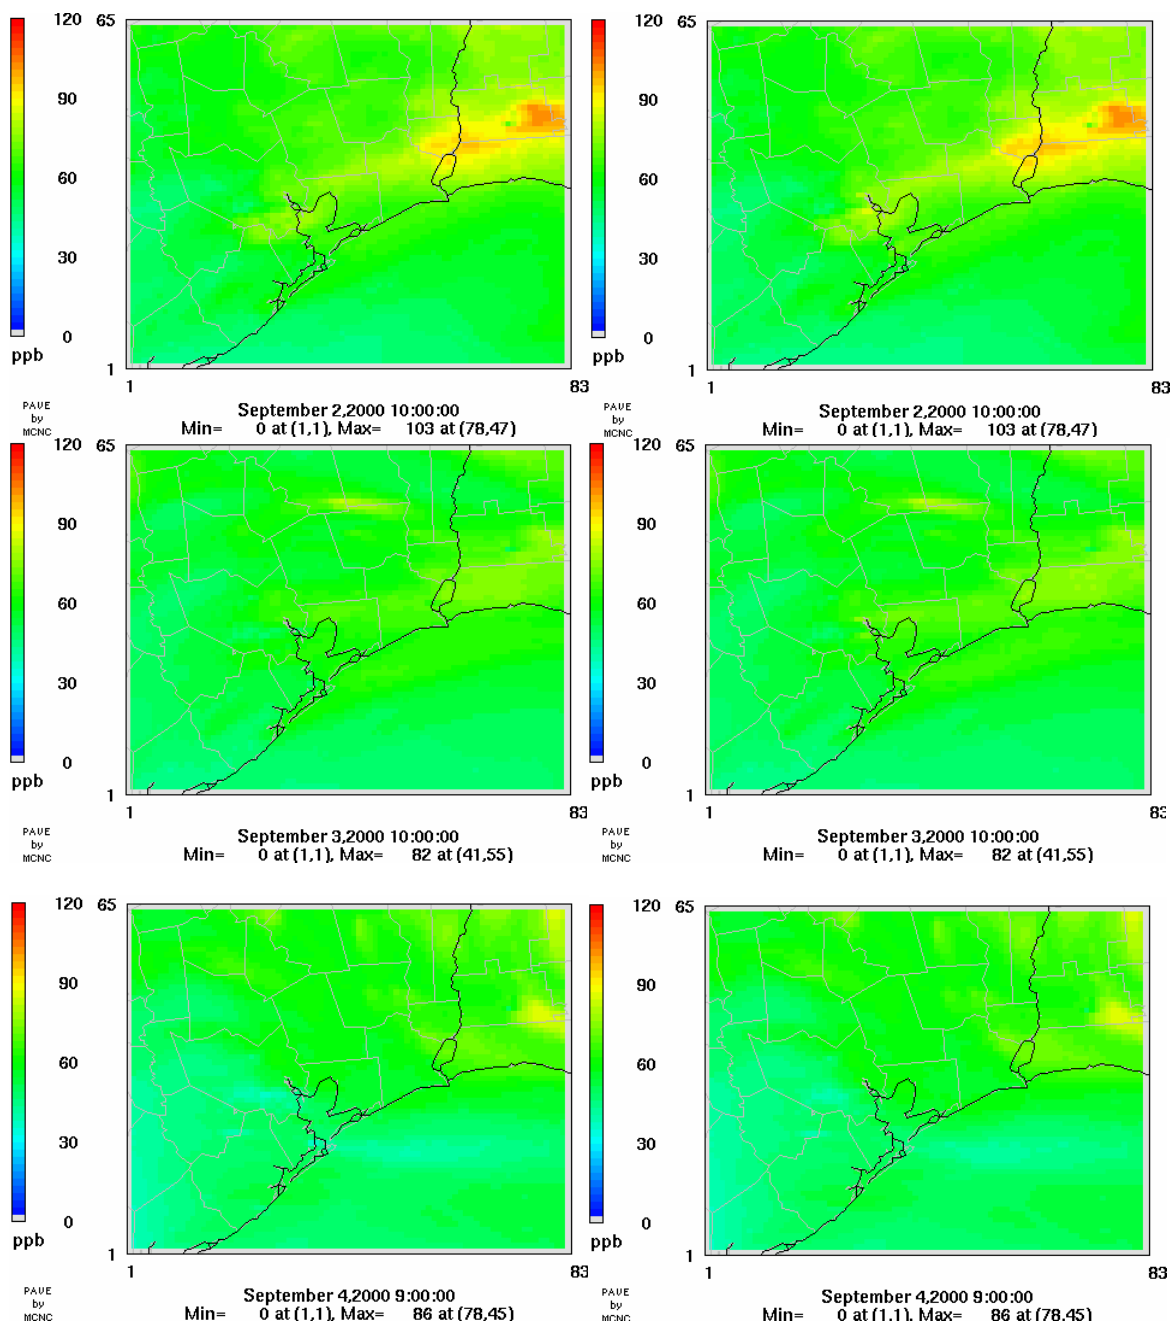 120 65 120 65
90 90
60 60
30 30
0 0
ppb 1 ppb 1
1 83 1 83
PAVE
by
MCNC
September 2,2000 10:00:00
Min= 0 at (1,1), Max= 103 at (78,47)
PAVE
by
MCNC
September 2,2000 10:00:00
Min= 0 at (1,1), Max= 103 at (78,47)
120 65 120 65
90 90
60 60
30 30
0 0
ppb 1 ppb 1
1 83 1 83
PAVE
by
MCNC
September 3,2000 10:00:00
Min= 0 at (1,1), Max= 82 at (41,55)
PAVE
by
MCNC
September 3,2000 10:00:00
Min= 0 at (1,1), Max= 82 at (41,55)
120 65 120 65
90 90
60 60
30 30
0 0
ppb 1 ppb 1
1 83 1 83
PAVE
by
MCNC
September 4,2000 9:00:00
Min= 0 at (1,1), Max= 86 at (78,45)
PAVE
by
MCNC
September 4,2000 9:00:00
Min= 0 at (1,1), Max= 86 at (78,45)